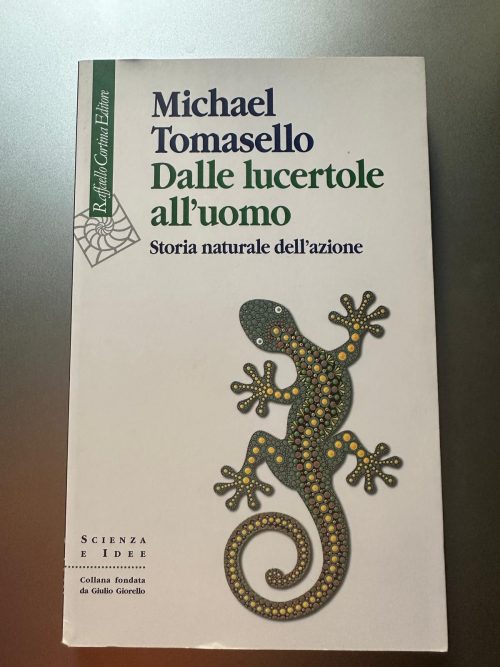 Raffaello Cortina Editore
Michael
Tomasello
Dalle lucertole
all'uomo
Storia naturale dell'azione
SCIENZA
E IDEE
Collana fondata
da Giulio Giorello